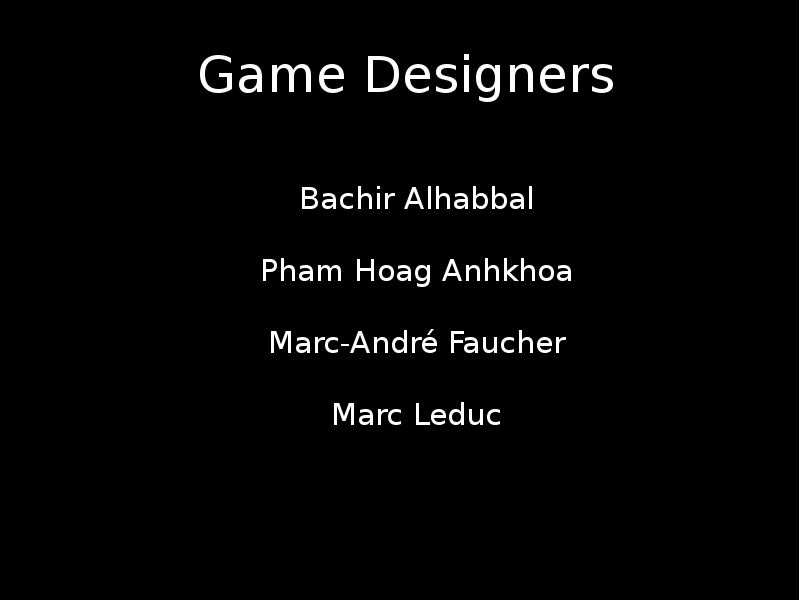 Game Designers
Bachir Alhabbal
Pham Hoag Anhkhoa
Marc-André Faucher
Marc Leduc